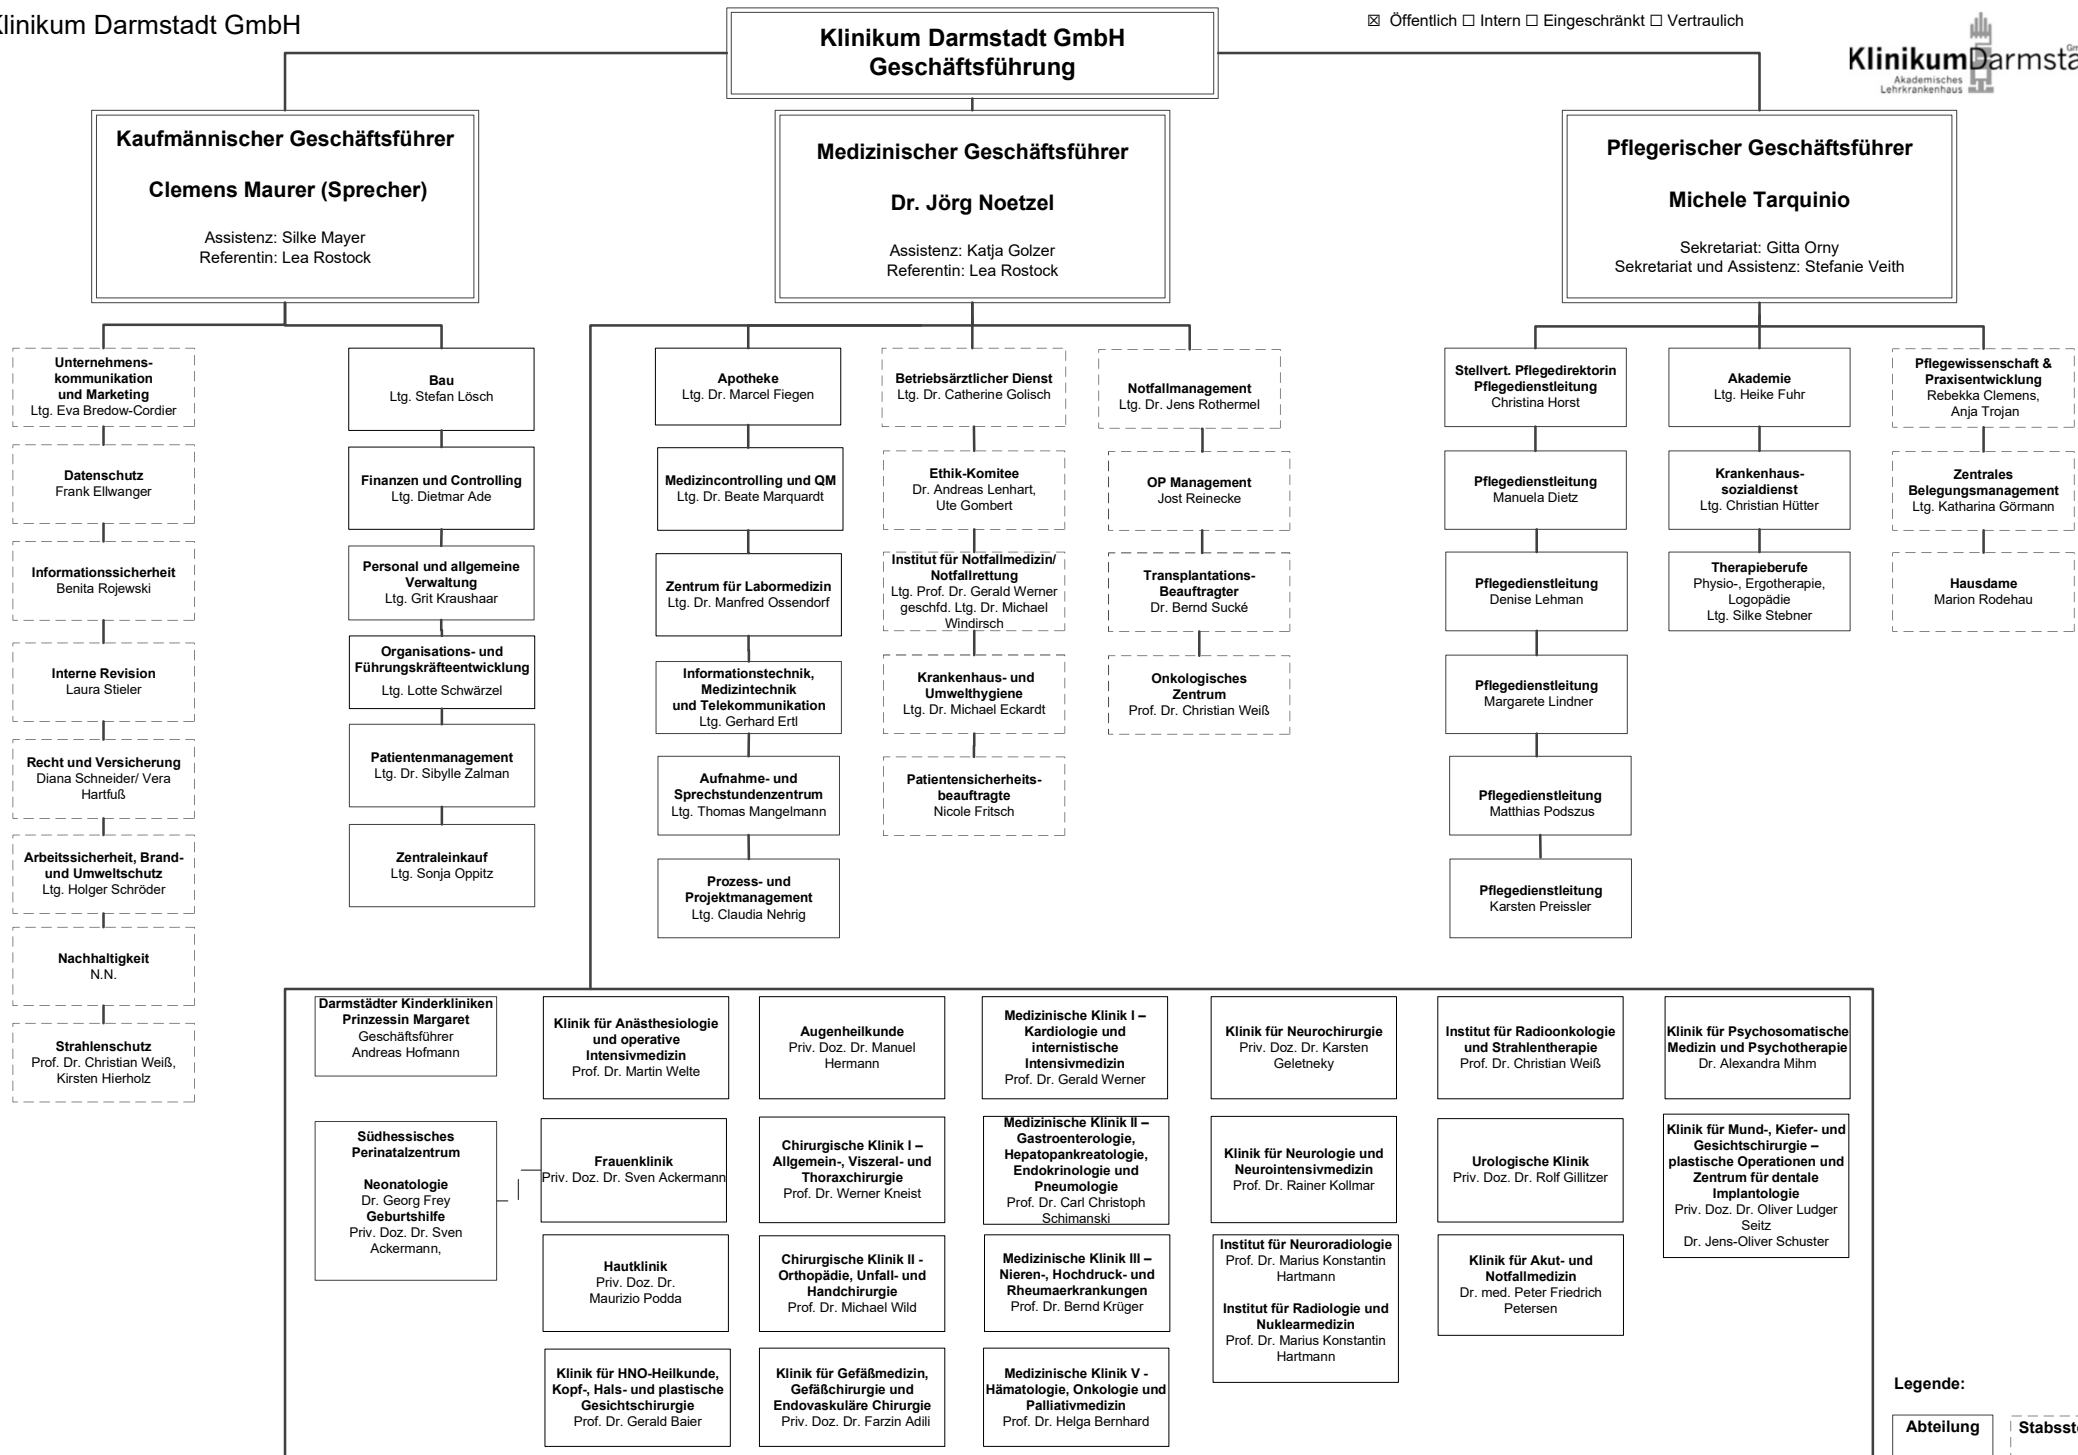 Klinikum Darmstadt GmbH
☒ Öffentlich ☐ Intern ☐ Eingeschränkt ☐ Vertraulich
KlinikumDarmsta
Akademisches
Lehrkrankenhaus
Klinikum Darmstadt GmbH
Geschäftsführung
Kaufmännischer Geschäftsführer
Clemens Maurer (Sprecher)
Assistenz: Silke Mayer
Referentin: Lea Rostock
Medizinischer Geschäftsführer
Dr. Jörg Noetzel
Assistenz: Katja Golzer
Referentin: Lea Rostock
Pflegerischer Geschäftsführer
Michele Tarquinio
Sekretariat: Gitta Orny
Sekretariat und Assistenz: Stefanie Veith
Unternehmens-
kommunikation
und Marketing
Ltg. Eva Bredow-Cordier
Datenschutz
Frank Ellwanger
Informationssicherheit
Benita Rojewski
Interne Revision
Laura Stieler
Recht und Versicherung
Diana Schneider/ Vera
Hartfuß
Arbeitssicherheit, Brand-
und Umweltschutz
Ltg. Holger Schröder
Nachhaltigkeit
N.N.
Strahlenschutz
Prof. Dr. Christian Weiß,
Kirsten Hierholz
Bau
Ltg. Stefan Lösch
Finanzen und Controlling
Ltg. Dietmar Ade
Personal und allgemeine
Verwaltung
Ltg. Grit Kraushaar
Organisations- und
Führungskräfteentwicklung
Ltg. Lotte Schwärzel
Patientenmanagement
Ltg. Dr. Sibylle Zalman
Zentraleinkauf
Ltg. Sonja Oppitz
Apotheke
Ltg. Dr. Marcel Fiegen
Medizincontrolling und QM
Ltg. Dr. Beate Marquardt
Zentrum für Labormedizin
Ltg. Dr. Manfred Ossendorf
Informationstechnik,
Medizintechnik
und Telekommunikation
Ltg. Gerhard Ertl
Aufnahme- und
Sprechstundenzentrum
Ltg. Thomas Mangelmann
Prozess- und
Projektmanagement
Ltg. Claudia Nehrig
Betriebsärztlicher Dienst
Ltg. Dr. Catherine Golisch
Ethik-Komitee
Dr. Andreas Lenhart,
Ute Gombert
Institut für Notfallmedizin/
Notfallrettung
Ltg. Prof. Dr. Gerald Werner
geschfd. Ltg. Dr. Michael
Windirsch
Krankenhaus- und
Umwelthygiene
Ltg. Dr. Michael Eckardt
Patientensicherheits-
beauftragte
Nicole Fritsch
Notfallmanagement
Ltg. Dr. Jens Rothermel
OP Management
Jost Reinecke
Transplantations-
Beauftragter
Dr. Bernd Sucké
Onkologisches
Zentrum
Prof. Dr. Christian Weiß
Stellvert. Pflegedirektorin
Pflegedienstleitung
Christina Horst
Pflegedienstleitung
Manuela Dietz
Pflegedienstleitung
Denise Lehman
Pflegedienstleitung
Margarete Lindner
Pflegedienstleitung
Matthias Podszus
Pflegedienstleitung
Karsten Preissler
Akademie
Ltg. Heike Fuhr
Krankenhaus-
sozialdienst
Ltg. Christian Hütter
Therapieberufe
Physio-, Ergotherapie,
Logopädie
Ltg. Silke Stebner
Pflegewissenschaft &
Praxisentwicklung
Rebekka Clemens,
Anja Trojan
Zentrales
Belegungsmanagement
Ltg. Katharina Görmann
Hausdame
Marion Rodehau
Darmstädter Kinderkliniken
Prinzessin Margaret
Geschäftsführer
Andreas Hofmann
Südhessisches
Perinatalzentrum
Neonatologie
Dr. Georg Frey
Geburtshilfe
Priv. Doz. Dr. Sven
Ackermann,
Klinik für Anästhesiologie
und operative
Intensivmedizin
Prof. Dr. Martin Welte
Frauenklinik
Priv. Doz. Dr. Sven Ackermann
Hautklinik
Priv. Doz. Dr.
Maurizio Podda
Klinik für HNO-Heilkunde,
Kopf-, Hals- und plastische
Gesichtschirurgie
Prof. Dr. Gerald Baier
Augenheilkunde
Priv. Doz. Dr. Manuel
Hermann
Chirurgische Klinik I –
Allgemein-, Viszeral- und
Thoraxchirurgie
Prof. Dr. Werner Kneist
Chirurgische Klinik II -
Orthopädie, Unfall- und
Handchirurgie
Prof. Dr. Michael Wild
Klinik für Gefäßmedizin,
Gefäßchirurgie und
Endovaskuläre Chirurgie
Priv. Doz. Dr. Farzin Adili
Medizinische Klinik I –
Kardiologie und
internistische
Intensivmedizin
Prof. Dr. Gerald Werner
Medizinische Klinik II –
Gastroenterologie,
Hepatopankreatologie,
Endokrinologie und
Pneumologie
Prof. Dr. Carl Christoph
Schimanski
Medizinische Klinik III –
Nieren-, Hochdruck- und
Rheumaerkrankungen
Prof. Dr. Bernd Krüger
Medizinische Klinik V -
Hämatologie, Onkologie und
Palliativmedizin
Prof. Dr. Helga Bernhard
Klinik für Neurochirurgie
Priv. Doz. Dr. Karsten
Geletneky
Klinik für Neurologie und
Neurointensivmedizin
Prof. Dr. Rainer Kollmar
Institut für Neuroradiologie
Prof. Dr. Marius Konstantin
Hartmann
Institut für Radiologie und
Nuklearmedizin
Prof. Dr. Marius Konstantin
Hartmann
Institut für Radioonkologie
und Strahlentherapie
Prof. Dr. Christian Weiß
Urologische Klinik
Priv. Doz. Dr. Rolf Gillitzer
Klinik für Akut- und
Notfallmedizin
Dr. med. Peter Friedrich
Petersen
Klinik für Psychosomatische
Medizin und Psychotherapie
Dr. Alexandra Mihm
Klinik für Mund-, Kiefer- und
Gesichtschirurgie –
plastische Operationen und
Zentrum für dentale
Implantologie
Priv. Doz. Dr. Oliver Ludger
Seitz
Dr. Jens-Oliver Schuster
Legende:
Abteilung
Stabsst